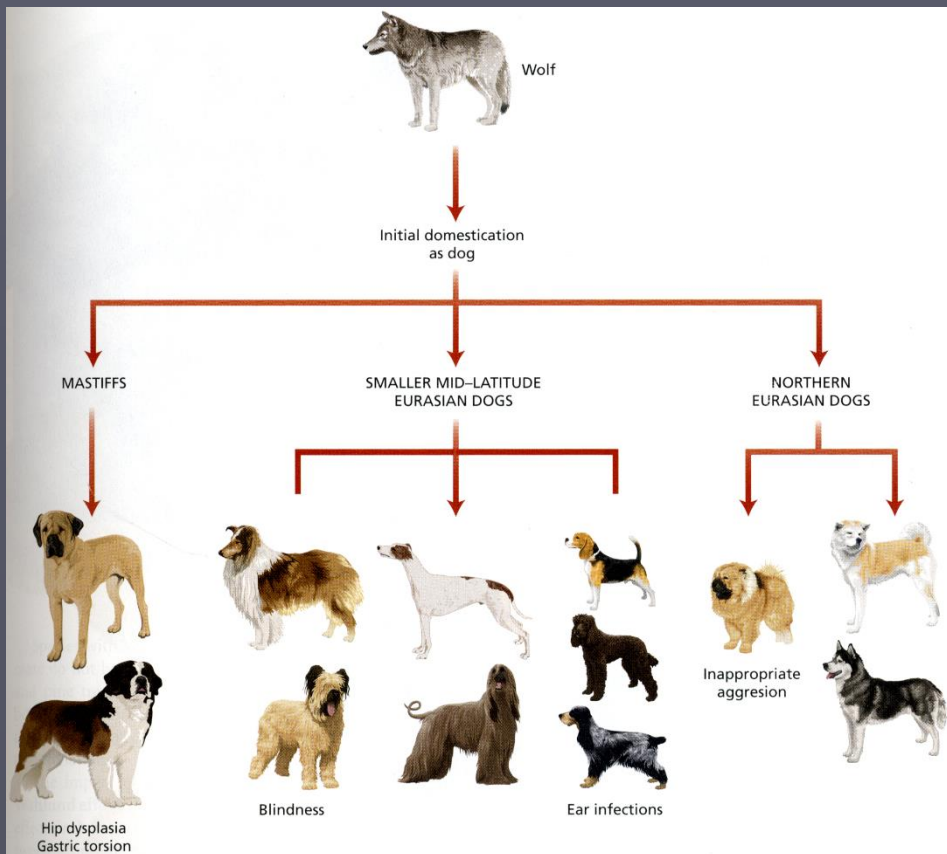 Wolf
Initial domestication
as dog
MASTIFFS
SMALLER MID–LATITUDE
EURASIAN DOGS
NORTHERN
EURASIAN DOGS
Inappropriate
aggresion
Blindness
Ear infections
Hip dysplasia
Gastric torsion